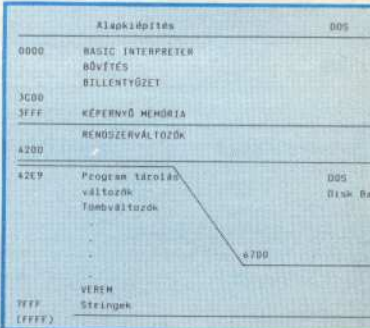 Alapkiépítés DOS
0000 BASIC INTERPRETER
BŐVÍTÉS
BILLENTYŰZET
3C00
3FFF KÉPERNYŐ MEMÓRIA
RENDSZERVÁLTOZÓK
4200
42E9 Program tárolás DOS
változók Disk Ba
Tömbváltozók
.
.
. 6700
.
VEREM
7FFF Stringek
(FFFF)